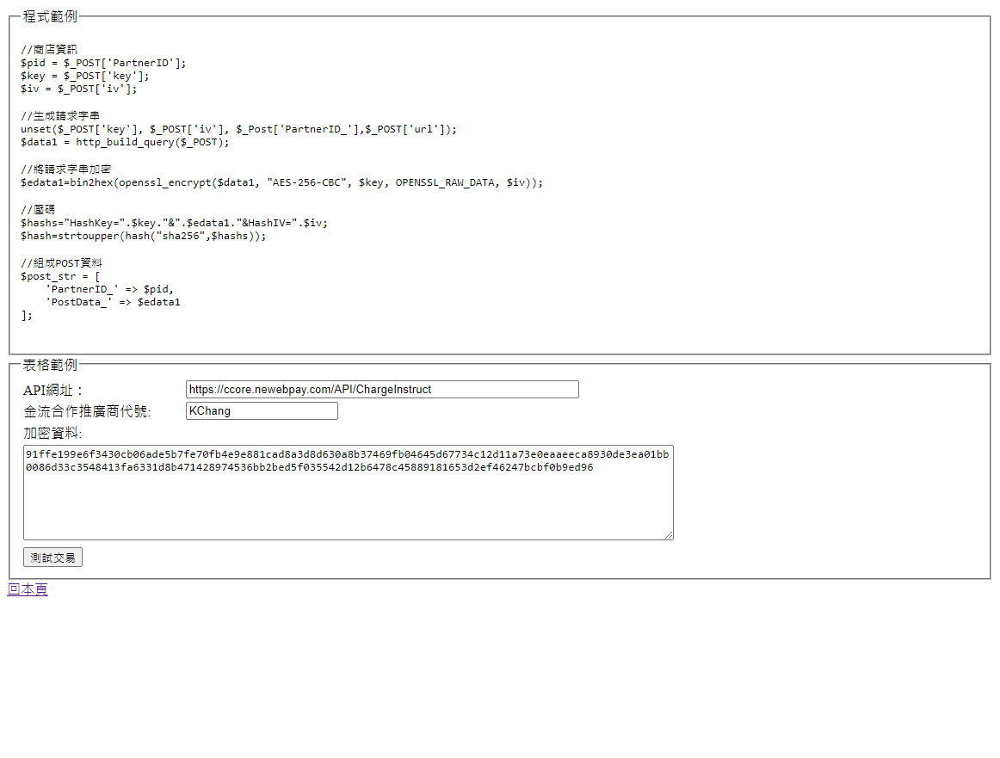 程式範例
//商店資訊
$pid = $_POST['PartnerID'];
$key = $_POST['key'];
$iv = $_POST['iv'];
//生成請求字串
unset($_POST['key'], $_POST['iv'], $_Post['PartnerID_'],$_POST['url']);
$data1 = http_build_query($_POST);
//將請求字串加密
$edata1=bin2hex(openssl_encrypt($data1, "AES-256-CBC", $key, OPENSSL_RAW_DATA, $iv));
//壓碼
$hashs="HashKey=".$key."&".$edata1."&HashIV=".$iv;
$hash=strtoupper(hash("sha256",$hashs));
//組成POST資料
$post_str = [
    'PartnerID_' => $pid,
    'PostData_' => $edata1
];
表格範例
API網址：https://ccore.newebpay.com/API/ChargeInstruct
金流合作推廣商代號: KChang
加密資料:
91ffe199e6f3430cb06ade5b7fe70fb4e9e881cad8a3d8d630a8b37469fb04645d67734c12d11a73e0eaaeeca8930de3ea01bb
0086d33c3548413fa6331d8b471428974536bb2bed5f035542d12b6478c45889181653d2ef46247bcbf0b9ed96
測試交易
回本頁